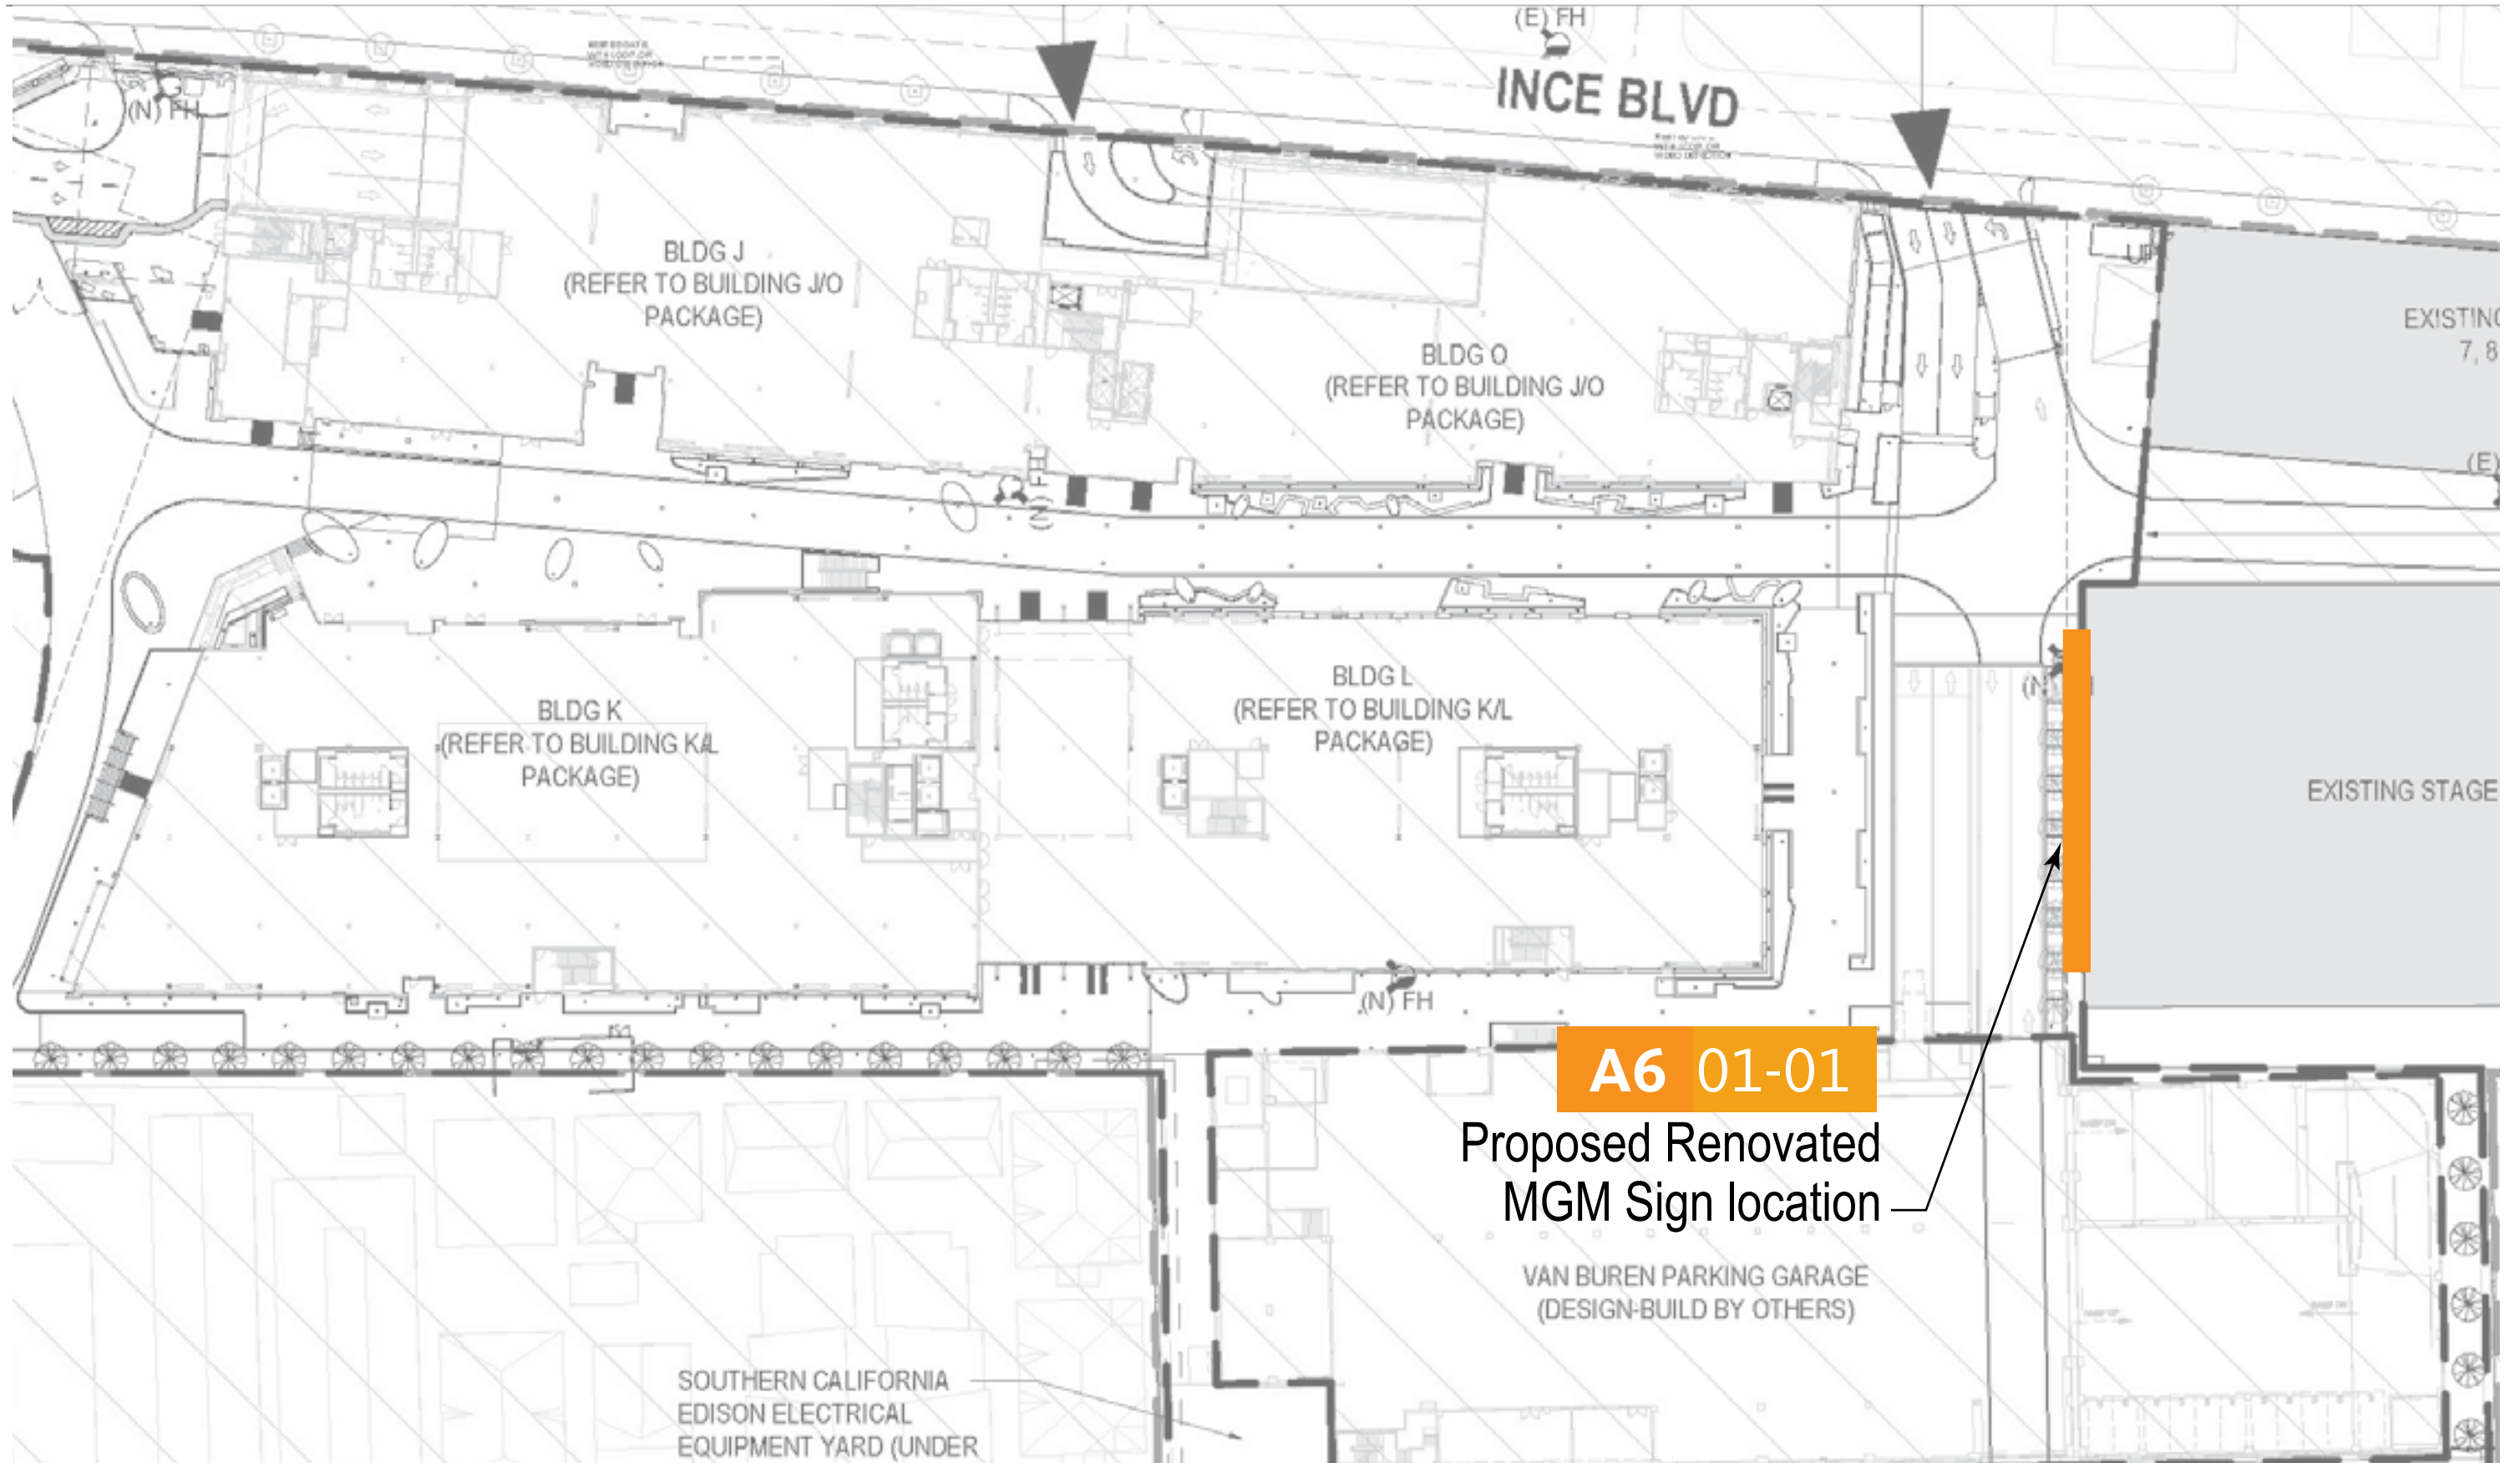 (E) FH
INCE BLVD
(N) FH
BLDG J
(REFER TO BUILDING J/O
PACKAGE)
BLDG O
(REFER TO BUILDING J/O
PACKAGE)
EXISTING
7, 8
(E)
BLDG K
(REFER TO BUILDING K/L
PACKAGE)
BLDG L
(REFER TO BUILDING K/L
PACKAGE)
EXISTING STAGE
(N) FH
A6 01-01
Proposed Renovated
MGM Sign location
VAN BUREN PARKING GARAGE
(DESIGN-BUILD BY OTHERS)
SOUTHERN CALIFORNIA
EDISON ELECTRICAL
EQUIPMENT YARD (UNDER